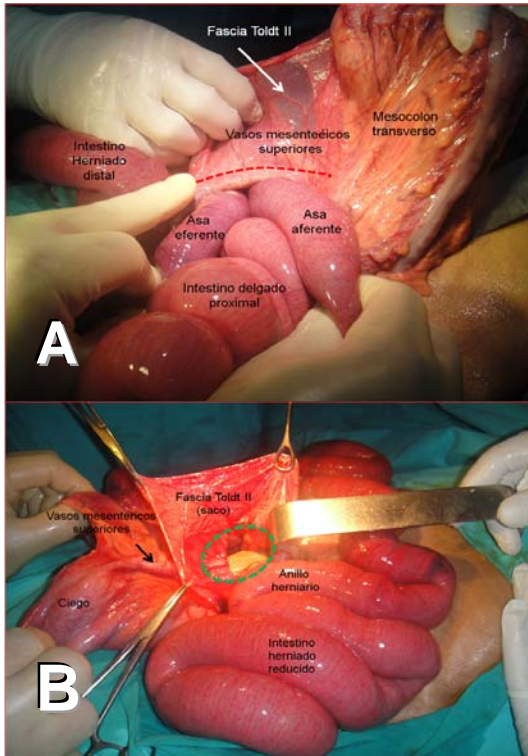 Fascia Toldt II
Vasos mesenteéicos
superiores
Mesocolon
transverso
Intestino
Herniado
distal
Asa
eferente
Asa
aferente
Intestino delgado
proximal
A
Fascia Toldt II
(saco)
Vasos mesentéricos
superiores
Ciego
Anillo
herniario
Intestino
herniado
reducido
B